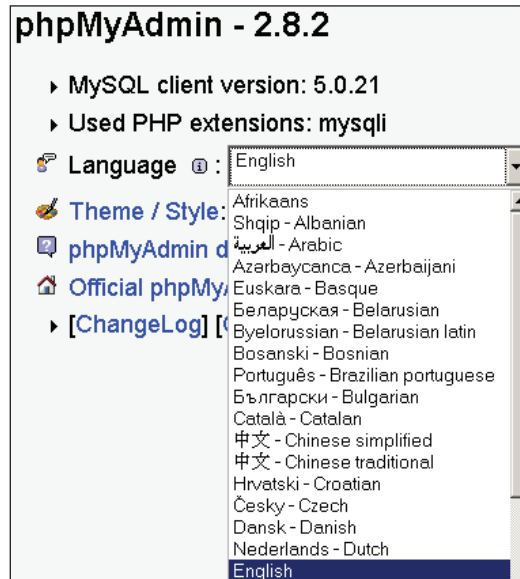 phpMyAdmin - 2.8.2
MySQL client version: 5.0.21
Used PHP extensions: mysqli
Language : English
Theme / Style:
phpMyAdmin d
Official phpMyA
[ChangeLog] [
Afrikaans
Shqip - Albanian
العربية - Arabic
Azərbaycanca - Azerbaijani
Euskara - Basque
Беларуская - Belarusian
Byelorussian - Belarusian latin
Bosanski - Bosnian
Português - Brazilian portuguese
Български - Bulgarian
Català - Catalan
中文 - Chinese simplified
中文 - Chinese traditional
Hrvatski - Croatian
Česky - Czech
Dansk - Danish
Nederlands - Dutch
English